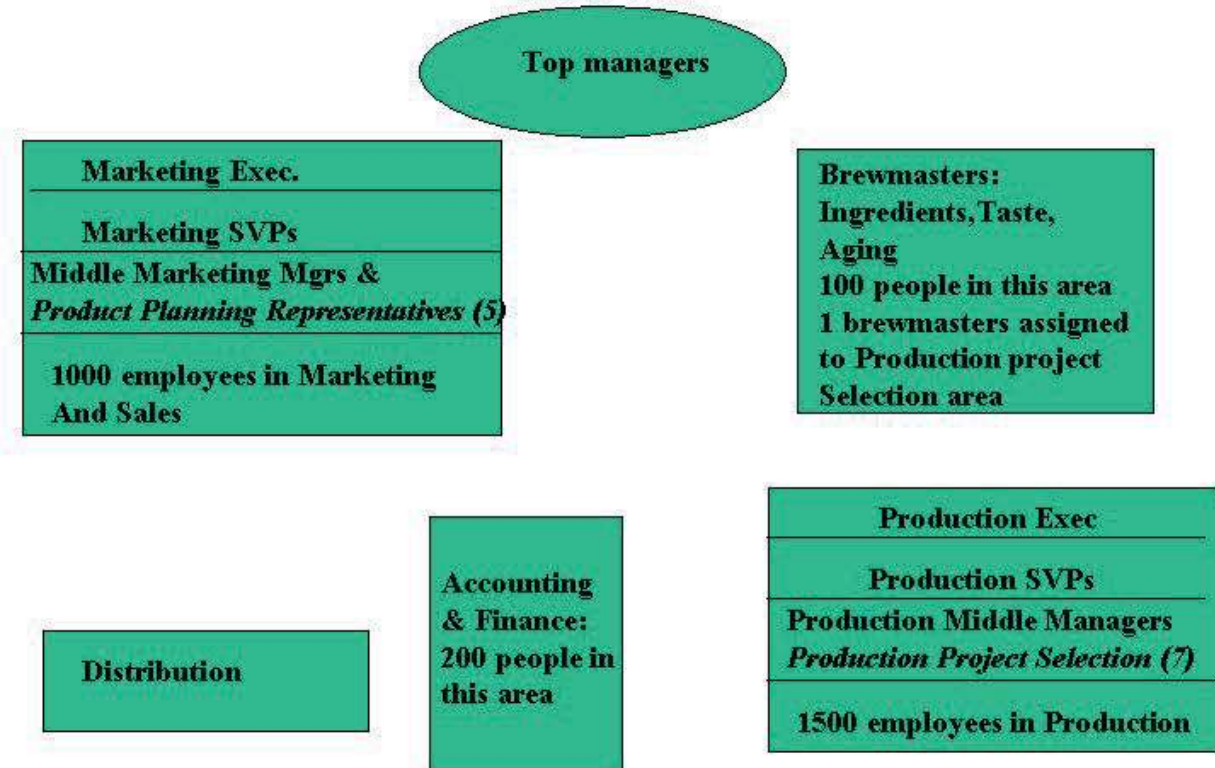 Top managers
Marketing Exec.
Marketing SVPs
Middle Marketing Mgrs &
Product Planning Representatives (5)
1000 employees in Marketing
And Sales
Brewmasters:
Ingredients,Taste,
Aging
100 people in this area
1 brewmasters assigned
to Production project
Selection area
Distribution
Accounting
& Finance:
200 people in
this area
Production Exec
Production SVPs
Production Middle Managers
Production Project Selection (7)
1500 employees in Production